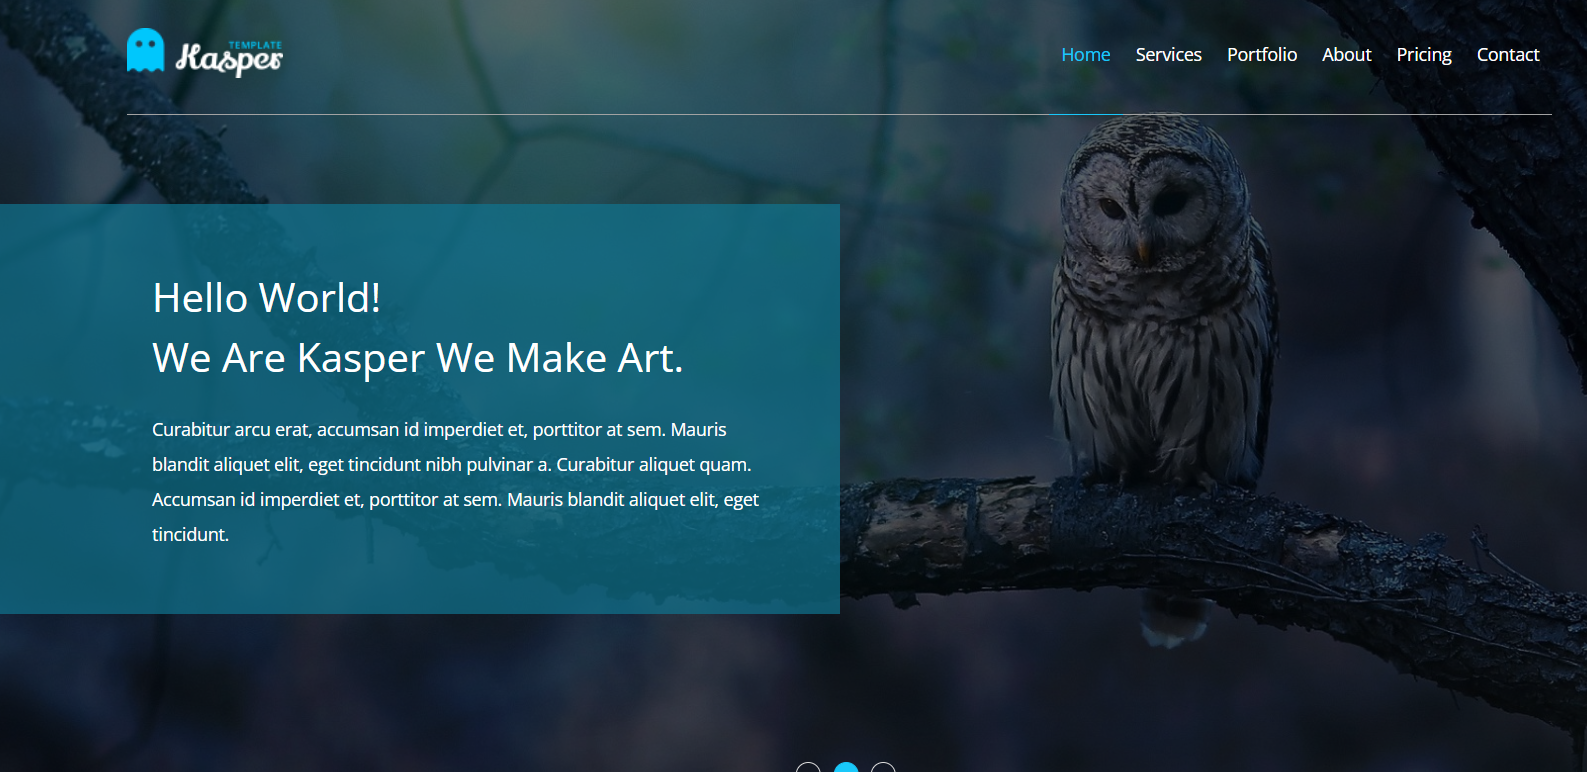 TEMPLATE
Kasper
Home Services Portfolio About Pricing Contact
Hello World!
We Are Kasper We Make Art.
Curabitur arcu erat, accumsan id imperdiet et, porttitor at sem. Mauris
blandit aliquet elit, eget tincidunt nibh pulvinar a. Curabitur aliquet quam.
Accumsan id imperdiet et, porttitor at sem. Mauris blandit aliquet elit, eget
tincidunt.